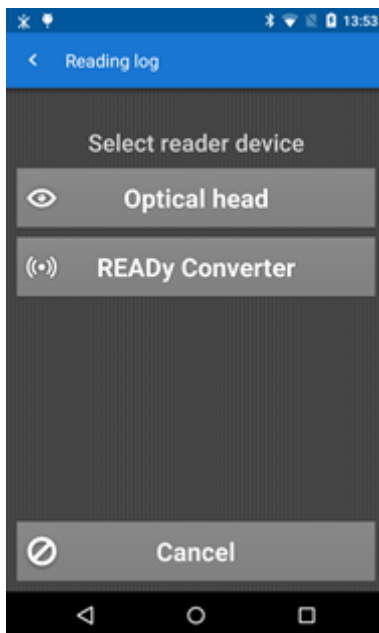 13:53
Reading log
Select reader device
Optical head
READy Converter
Cancel